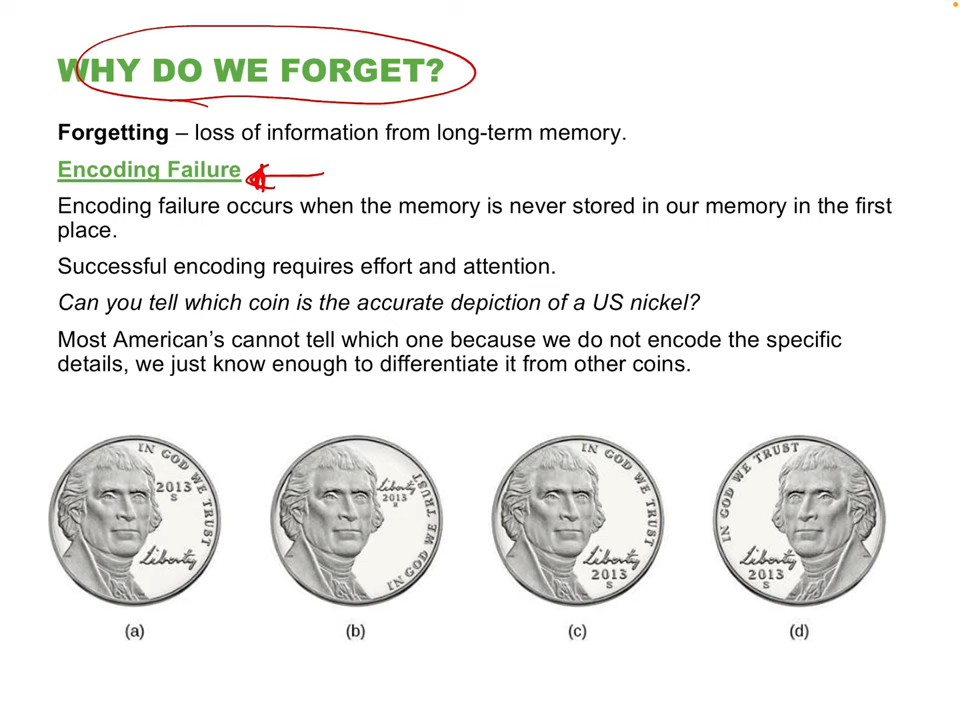 WHY DO WE FORGET?
Forgetting – loss of information from long-term memory.
Encoding Failure
Encoding failure occurs when the memory is never stored in our memory in the first
place.
Successful encoding requires effort and attention.
Can you tell which coin is the accurate depiction of a US nickel?
Most American’s cannot tell which one because we do not encode the specific
details, we just know enough to differentiate it from other coins.
IN GOD WE TRUST
2013
S
Liberty
(a)
Liberty
2013
IN GOD WE TRUST
(b)
IN GOD WE TRUST
Liberty
2013
S
(c)
IN GOD WE TRUST
Liberty
2013
S
(d)